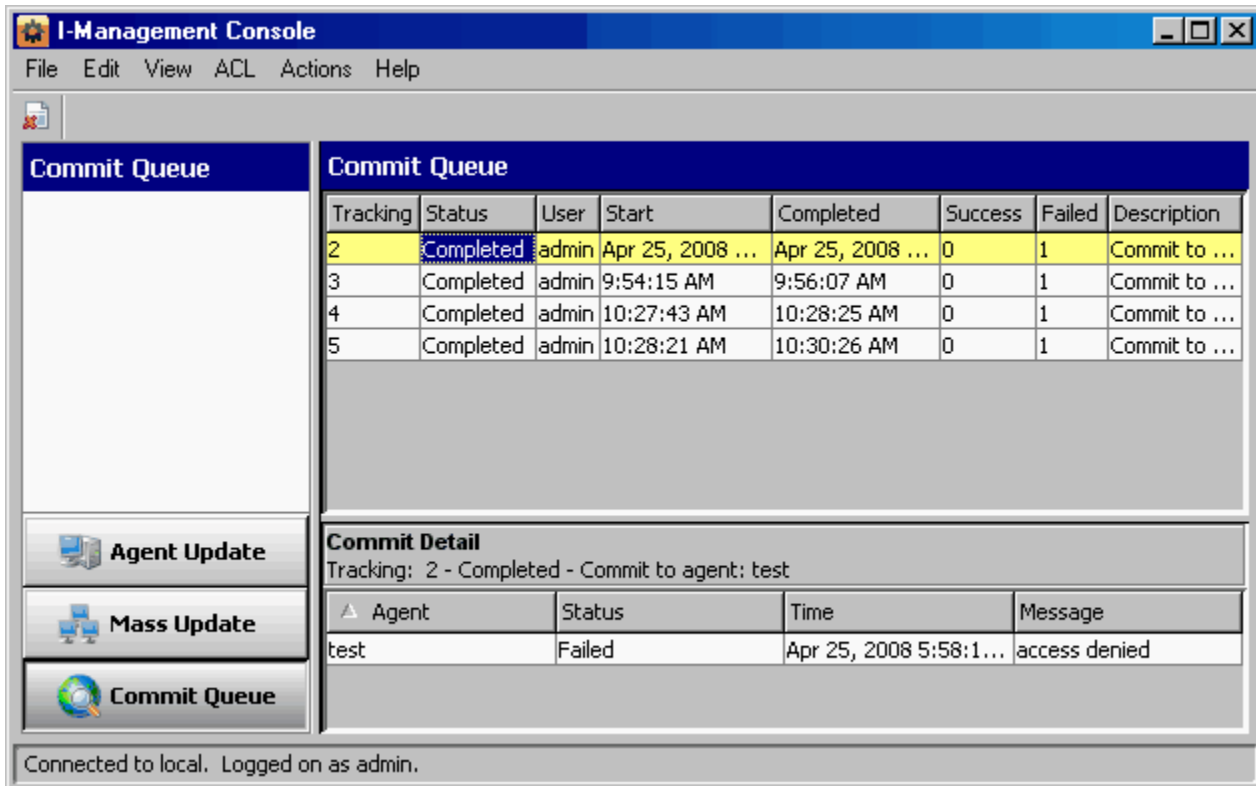 I-Management Console
File Edit View ACL Actions Help
Commit Queue
Commit Queue
Tracking Status User Start Completed Success Failed Description
2 Completed admin Apr 25, 2008 ... Apr 25, 2008 ... 0 1 Commit to ...
3 Completed admin 9:54:15 AM 9:56:07 AM 0 1 Commit to ...
4 Completed admin 10:27:43 AM 10:28:25 AM 0 1 Commit to ...
5 Completed admin 10:28:21 AM 10:30:26 AM 0 1 Commit to ...
Agent Update
Mass Update
Commit Queue
Commit Detail
Tracking: 2 - Completed - Commit to agent: test
Agent Status Time Message
test Failed Apr 25, 2008 5:58:1... access denied
Connected to local. Logged on as admin.